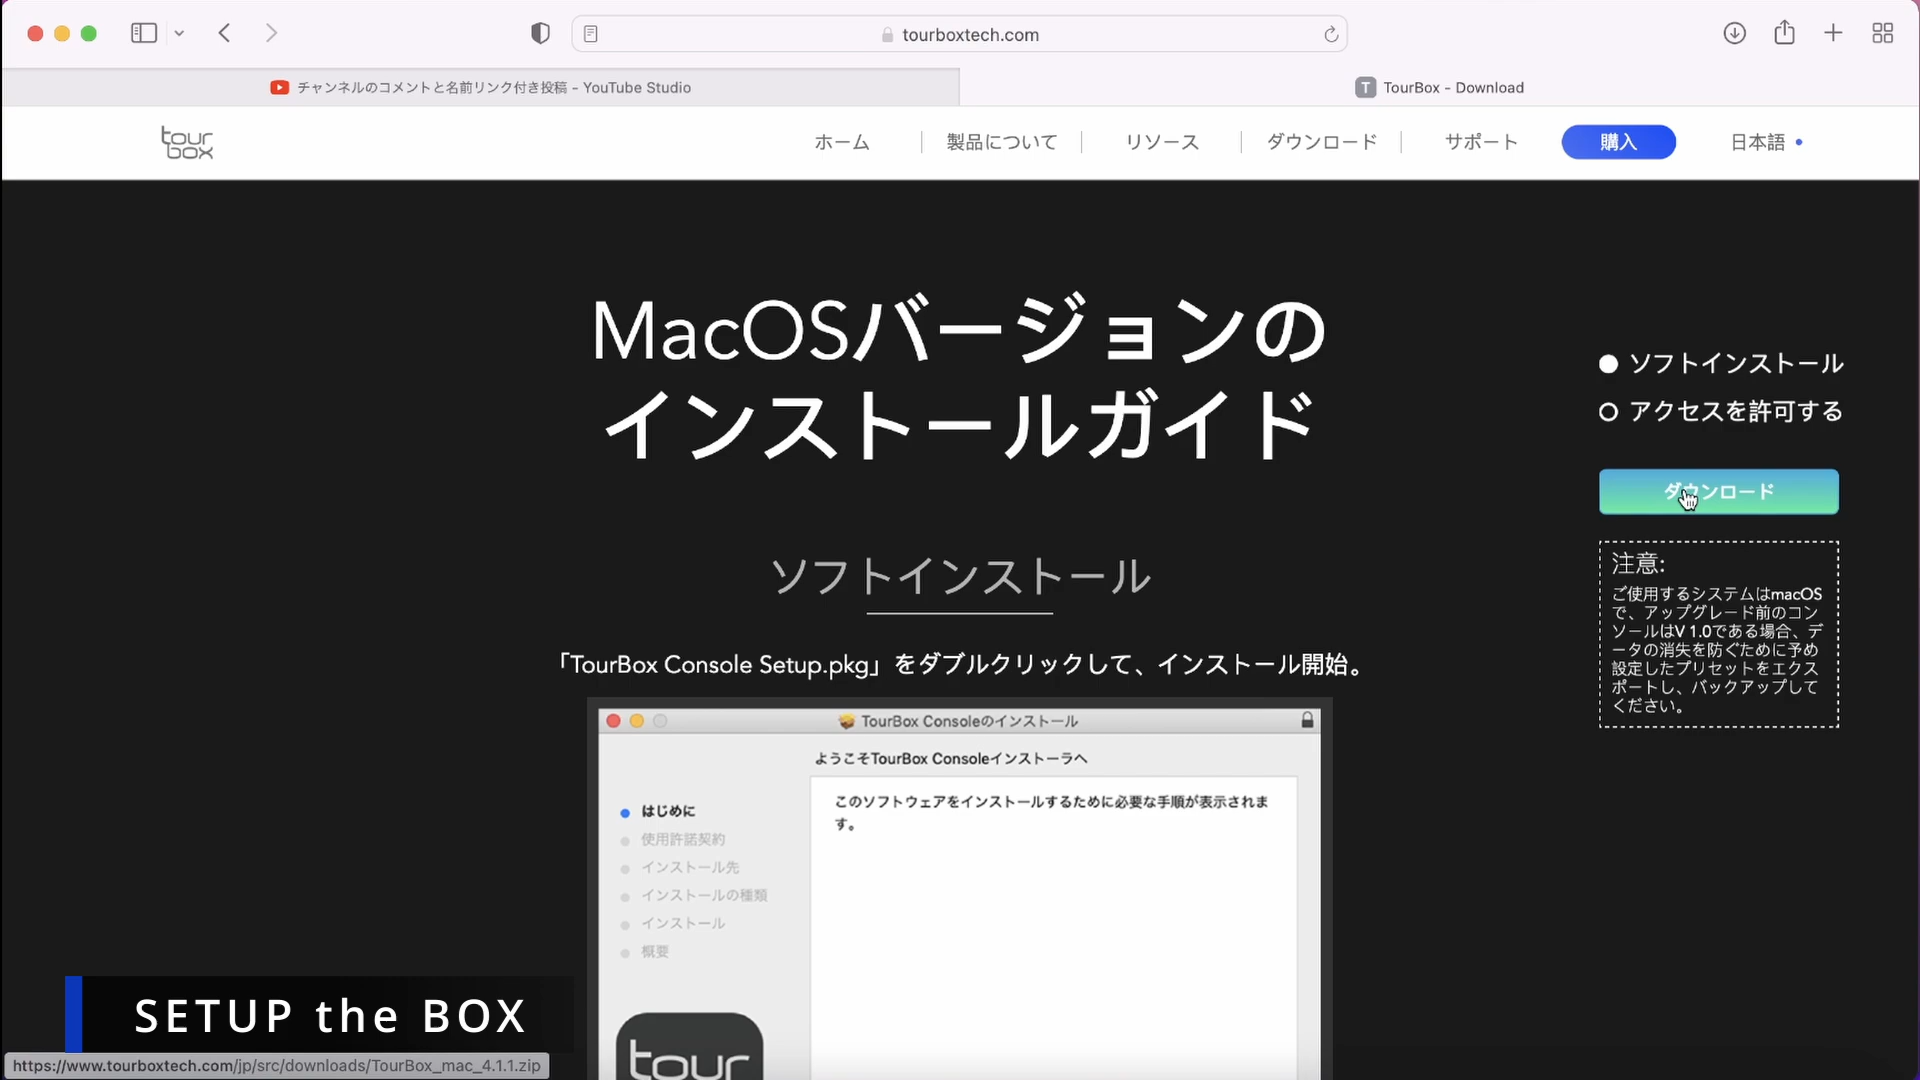 tourboxtech.com
チャンネルのコメントと名前リンク付き投稿 – YouTube Studio
T TourBox - Download
tour
box
ホーム
製品について
リソース
ダウンロード
サポート
購入
日本語
MacOSバージョンの
インストールガイド
ソフトインストール
アクセスを許可する
ダウンロード
注意:
ご使用するシステムはmacOS
で、アップグレード前のコン
ソールはV 1.0である場合、デ
ータの消失を防ぐために予め
設定したプリセットをエクス
ポートし、バックアップして
ください。
ソフトインストール
「TourBox Console Setup.pkg」をダブルクリックして、インストール開始。
TourBox Consoleのインストール
ようこそTourBox Consoleインストーラへ
このソフトウェアをインストールするために必要な手順が表示されま
す。
はじめに
使用許諾契約
インストール先
インストールの種類
インストール
概要
tour
SETUP the BOX
https://www.tourboxtech.com/jp/src/downloads/TourBox_mac_4.1.1.zip